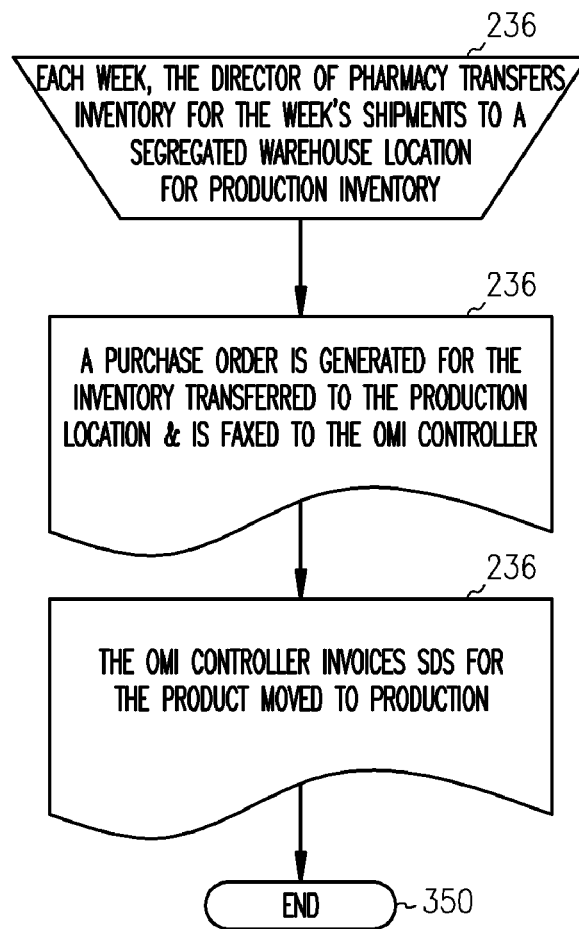 236
EACH WEEK, THE DIRECTOR OF PHARMACY TRANSFERS
INVENTORY FOR THE WEEK'S SHIPMENTS TO A
SEGREGATED WAREHOUSE LOCATION
FOR PRODUCTION INVENTORY
236
A PURCHASE ORDER IS GENERATED FOR THE
INVENTORY TRANSFERRED TO THE PRODUCTION
LOCATION & IS FAXED TO THE OMI CONTROLLER
236
THE OMI CONTROLLER INVOICES SDS FOR
THE PRODUCT MOVED TO PRODUCTION
END
350